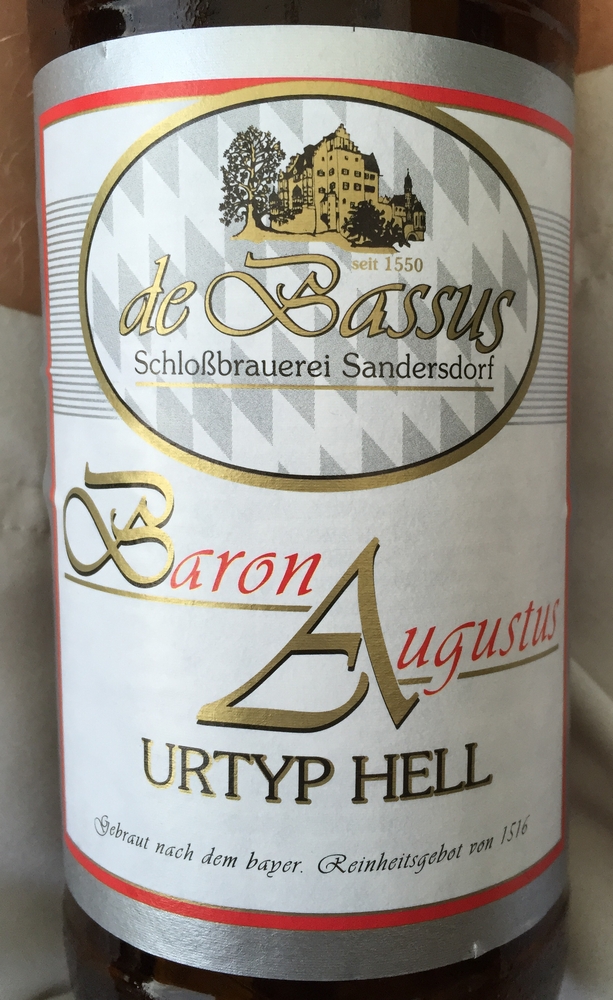 seit 1550
de Bassus
Schloßbrauerei Sandersdorf
Baron
Augustus
URTYP HELL
Gebraut nach dem bayer. Reinheitsgebot von 1516